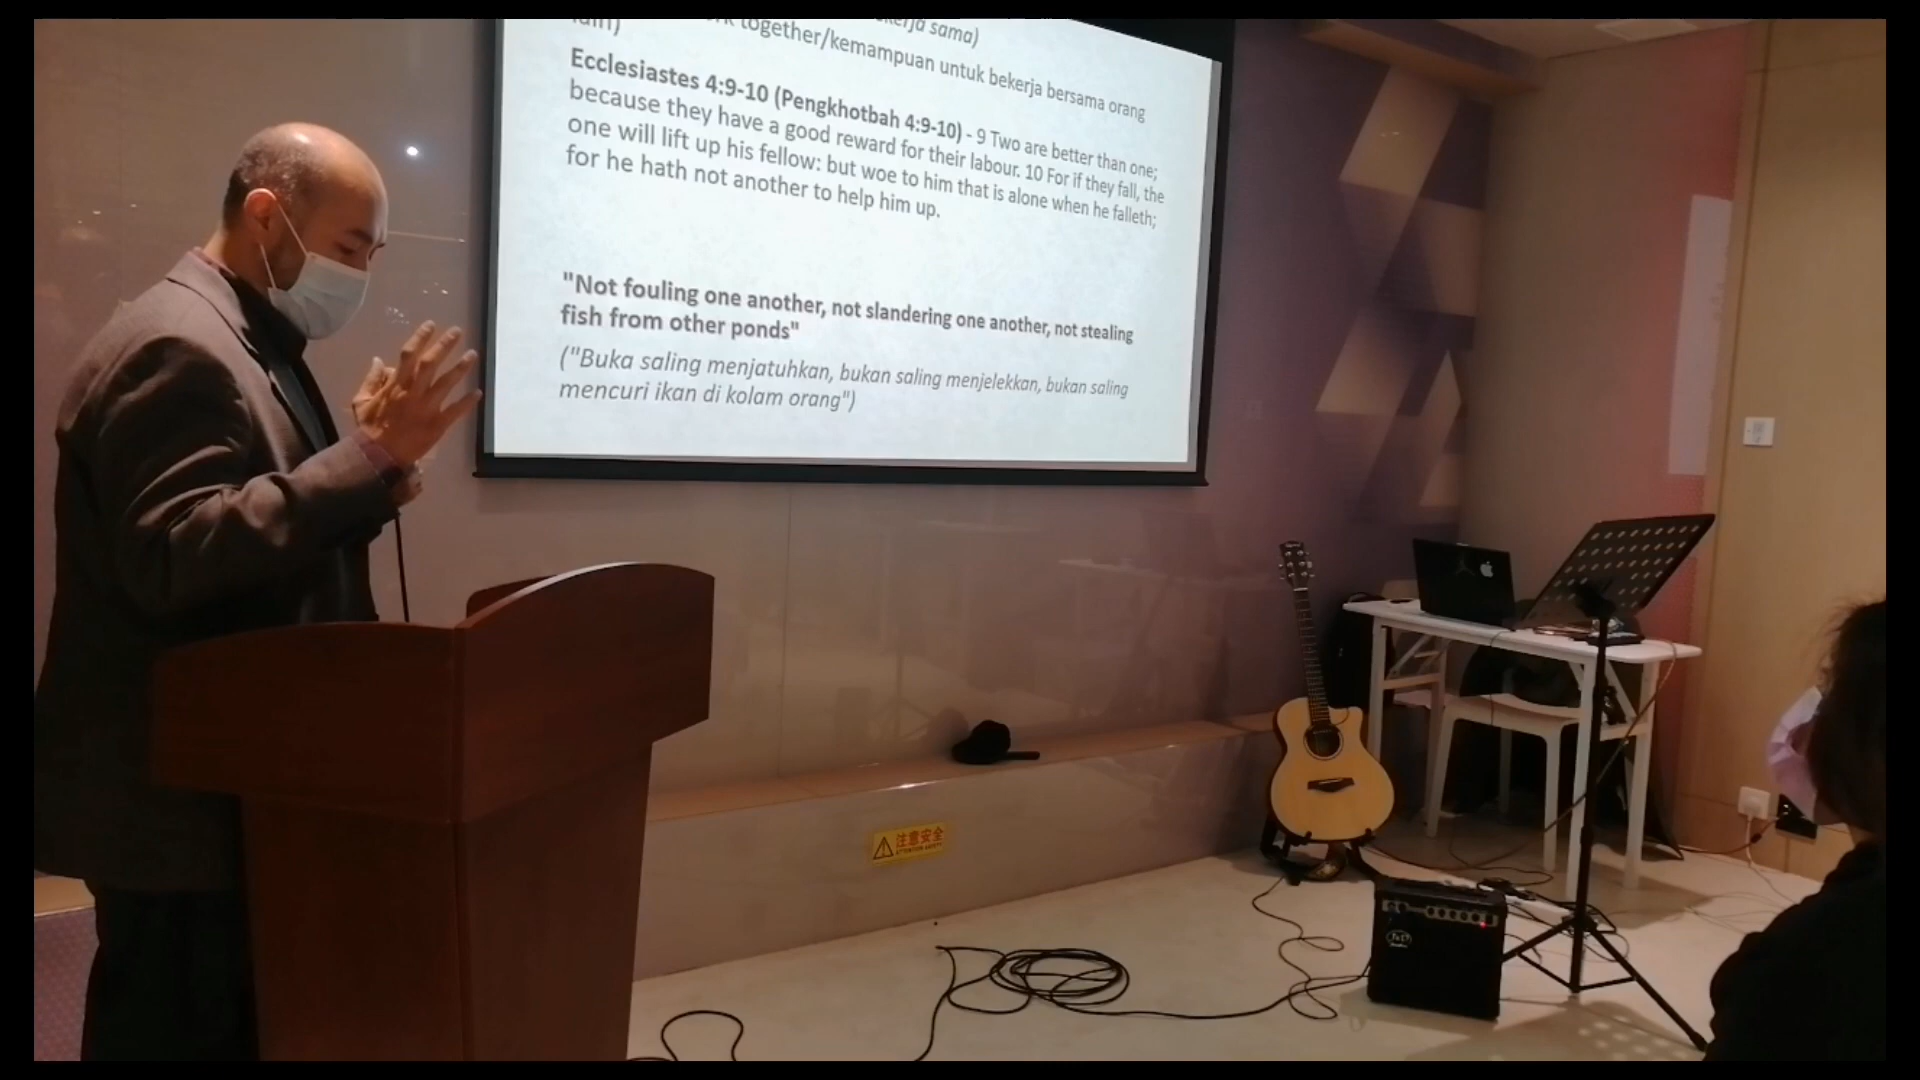 kerja sama)
lain)
together/kemampuan untuk bekerja bersama orang
Ecclesiastes 4:9-10 (Pengkhotbah 4:9-10) - 9 Two are better than one;
because they have a good reward for their labour. 10 For if they fall, the
one will lift up his fellow: but woe to him that is alone when he falleth;
for he hath not another to help him up.
"Not fouling one another, not slandering one another, not stealing
fish from other ponds"
("Buka saling menjatuhkan, bukan saling menjelekkan, bukan saling
mencuri ikan di kolam orang")
注意安全
ATTENTION SAFETY